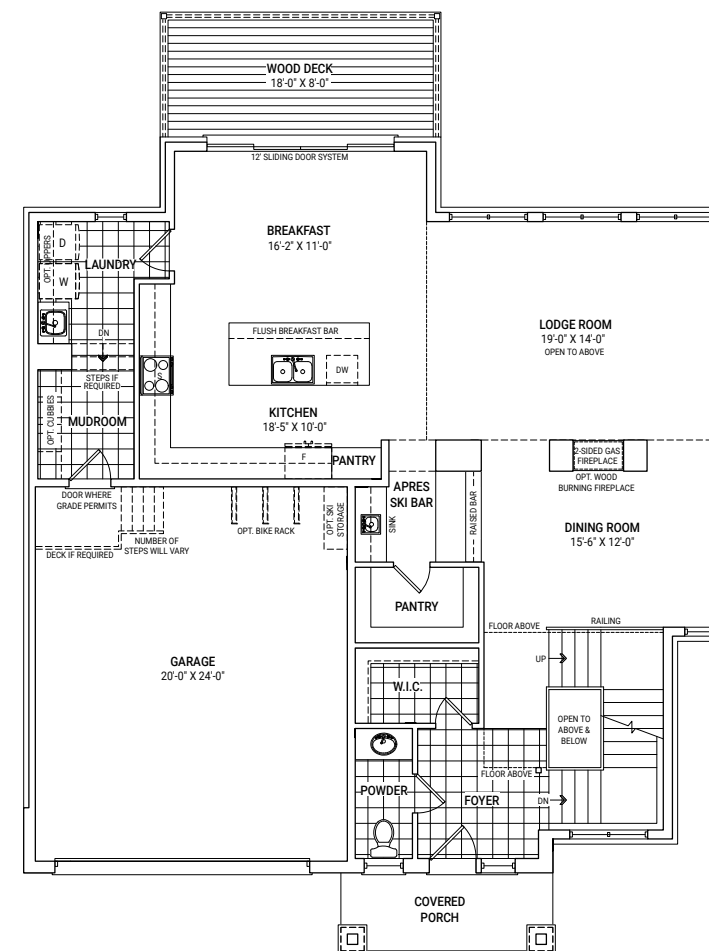 WOOD DECK
18'-0" X 8'-0"
12' SLIDING DOOR SYSTEM
BREAKFAST
16'-2" X 11'-0"
D
OPT. UPPERS
LAUNDRY
W
DN
STEPS IF
REQUIRED
OPT. CUBBIES
MUDROOM
FLUSH BREAKFAST BAR
DW
S
KITCHEN
18'-5" X 10'-0"
F
PANTRY
LODGE ROOM
19'-0" X 14'-0"
OPEN TO ABOVE
2-SIDED GAS
FIREPLACE
OPT. WOOD
BURNING FIREPLACE
APRES
SKI BAR
SINK
RAISED BAR
DINING ROOM
15'-6" X 12'-0"
DOOR WHERE
GRADE PERMITS
NUMBER OF
STEPS WILL VARY
DECK IF REQUIRED
OPT. BIKE RACK
OPT. SKI
STORAGE
PANTRY
FLOOR ABOVE
RAILING
UP
GARAGE
20'-0" X 24'-0"
W.I.C.
OPEN TO
ABOVE &
BELOW
FLOOR ABOVE
POWDER
FOYER
DN
COVERED
PORCH